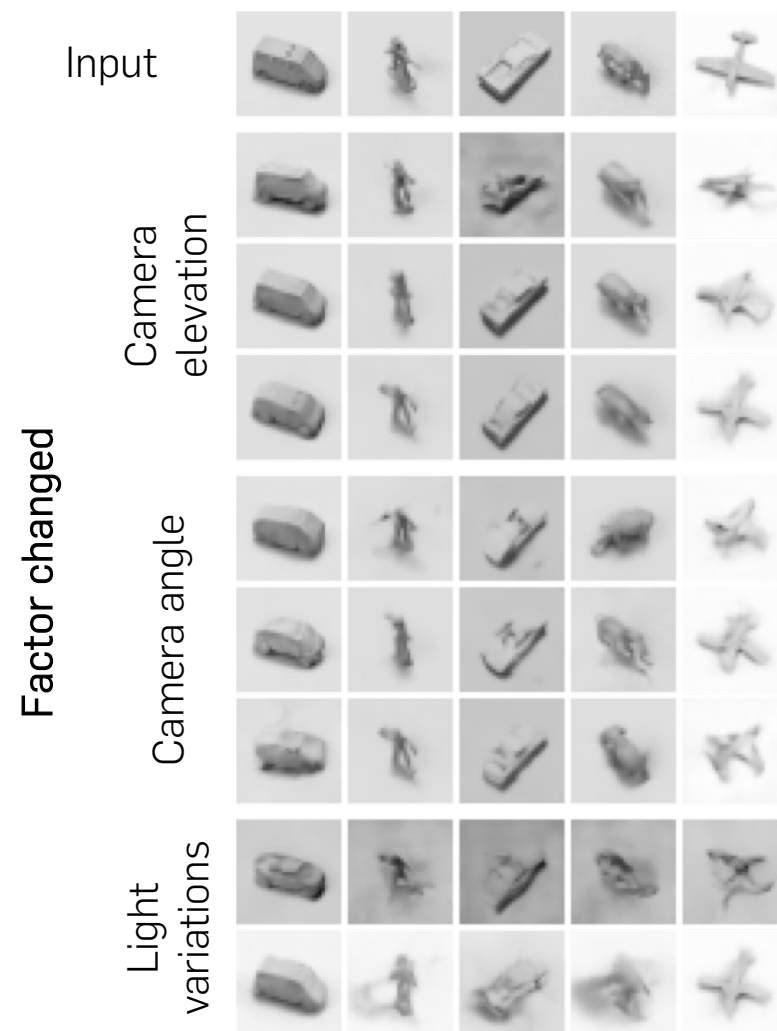 Input
Factor changed
Camera
elevation
Camera angle
Light
variations